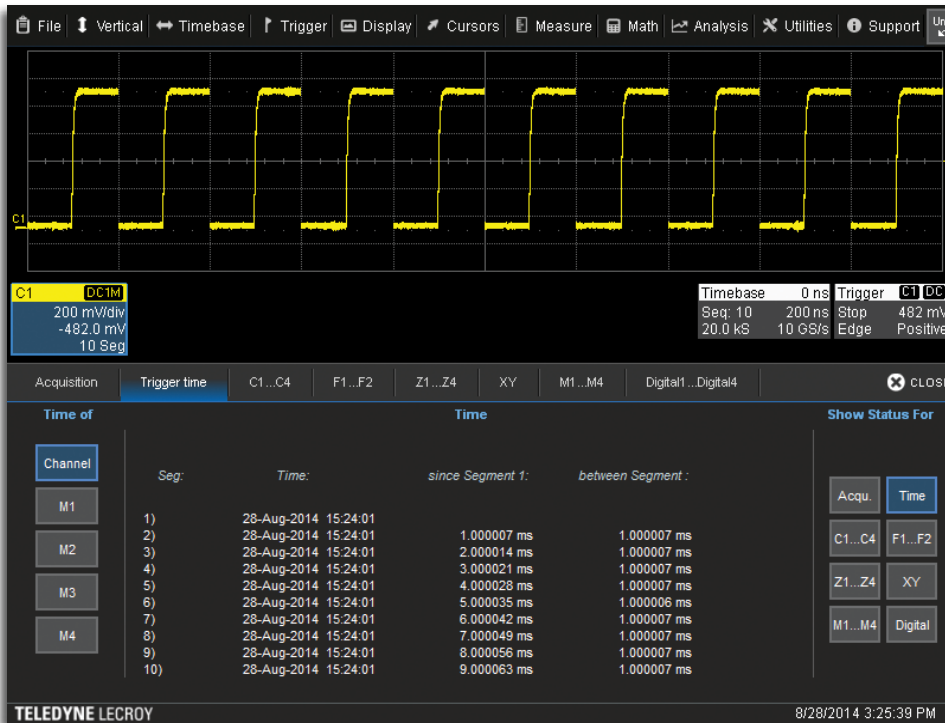 File Vertical Timebase Trigger Display Cursors Measure Math Analysis Utilities Support
C1
C1 DC1M
200 mV/div
-482.0 mV
10 Seg
Timebase 0 ns
Seq: 10 200 ns
20.0 kS 10 GS/s
Trigger C1 DC
Stop 482 mV
Edge Positive
Acquisition Trigger time C1...C4 F1...F2 Z1...Z4 XY M1...M4 Digital1...Digital4
Time of Time Show Status For
Channel
M1
M2
M3
M4
Seg: Time: since Segment 1: between Segment :
1) 28-Aug-2014 15:24:01
2) 28-Aug-2014 15:24:01 1.000007 ms 1.000007 ms
3) 28-Aug-2014 15:24:01 2.000014 ms 1.000007 ms
4) 28-Aug-2014 15:24:01 3.000021 ms 1.000007 ms
5) 28-Aug-2014 15:24:01 4.000028 ms 1.000007 ms
6) 28-Aug-2014 15:24:01 5.000035 ms 1.000006 ms
7) 28-Aug-2014 15:24:01 6.000042 ms 1.000007 ms
8) 28-Aug-2014 15:24:01 7.000049 ms 1.000007 ms
9) 28-Aug-2014 15:24:01 8.000056 ms 1.000007 ms
10) 28-Aug-2014 15:24:01 9.000063 ms 1.000007 ms
Acqu. Time
C1...C4 F1...F2
Z1...Z4 XY
M1...M4 Digital
TELEDYNE LECROY 8/28/2014 3:25:39 PM